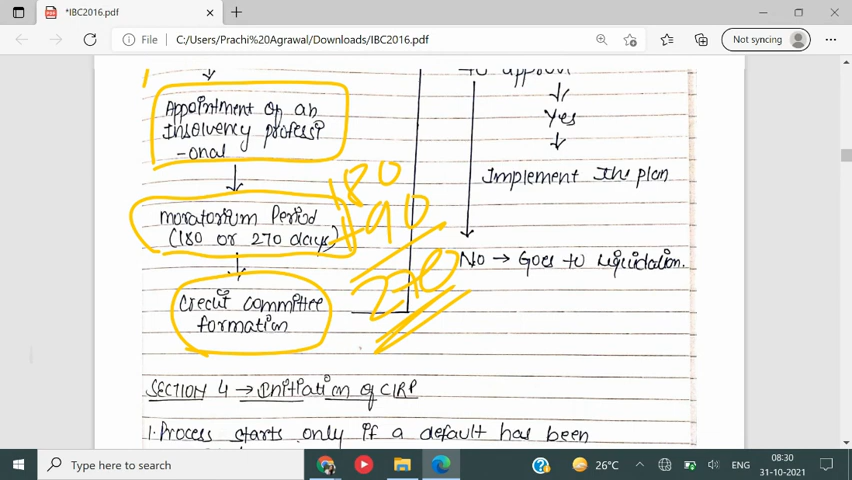 *IBC2016.pdf
File
C:/Users/Prachi%20Agrawal/Downloads/IBC2016.pdf
Not syncing
Appointment of an
Insolvency professi
-onal
moratorium Period
(180 or 270 days)
Credit committee
formation
180
+90
270
to appoint
Yes
Implement the plan
No → Goes to Liquidation.
SECTION 4 → Initiation of CIRP
1. Process starts only if a default has been
Type here to search
26°C
ENG
08:30
31-10-2021